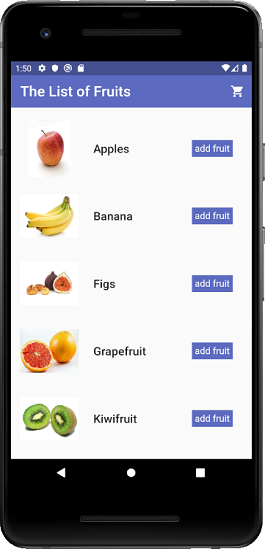 1:50
The List of Fruits
Apples add fruit
Banana add fruit
Figs add fruit
Grapefruit add fruit
Kiwifruit add fruit